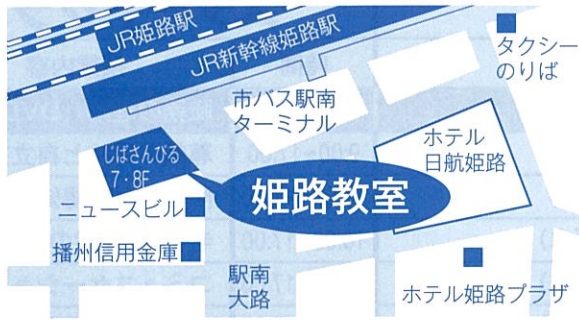 JR姫路駅
JR新幹線姫路駅
タクシー
のりば
市バス駅南
ターミナル
ホテル
日航姫路
じばさんびる
7・8F
姫路教室
ニュースビル
播州信用金庫
駅南
大路
ホテル姫路プラザ